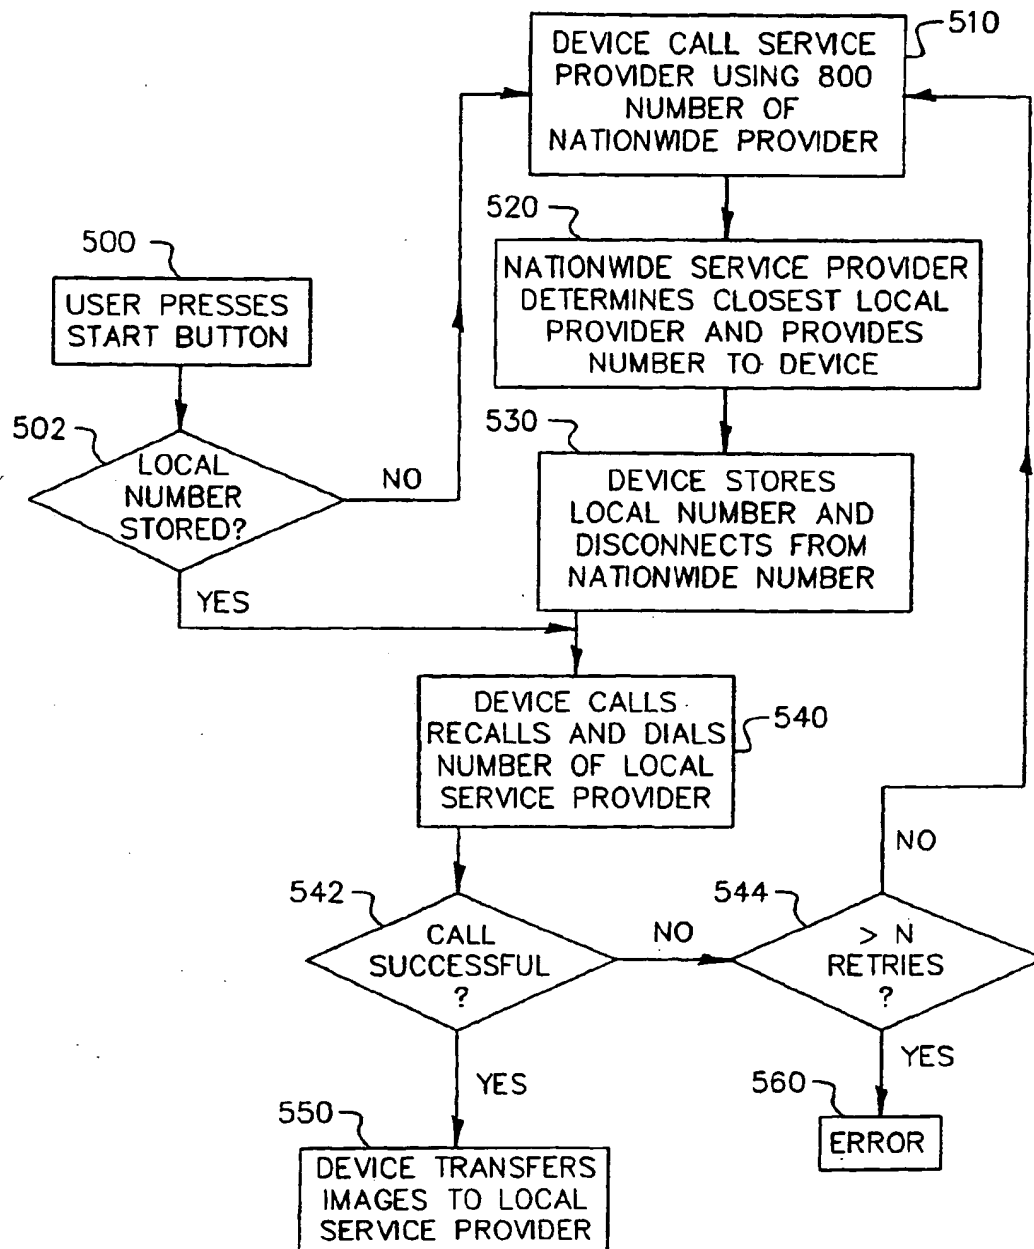 510
DEVICE CALL SERVICE
PROVIDER USING 800
NUMBER OF
NATIONWIDE PROVIDER
520
NATIONWIDE SERVICE PROVIDER
DETERMINES CLOSEST LOCAL
PROVIDER AND PROVIDES
NUMBER TO DEVICE
500
USER PRESSES
START BUTTON
502
LOCAL
NUMBER
STORED?
NO
YES
530
DEVICE STORES
LOCAL NUMBER AND
DISCONNECTS FROM
NATIONWIDE NUMBER
540
DEVICE CALLS
RECALLS AND DIALS
NUMBER OF LOCAL
SERVICE PROVIDER
542
CALL
SUCCESSFUL
?
NO
YES
544
> N
RETRIES
?
NO
YES
550
DEVICE TRANSFERS
IMAGES TO LOCAL
SERVICE PROVIDER
560
ERROR